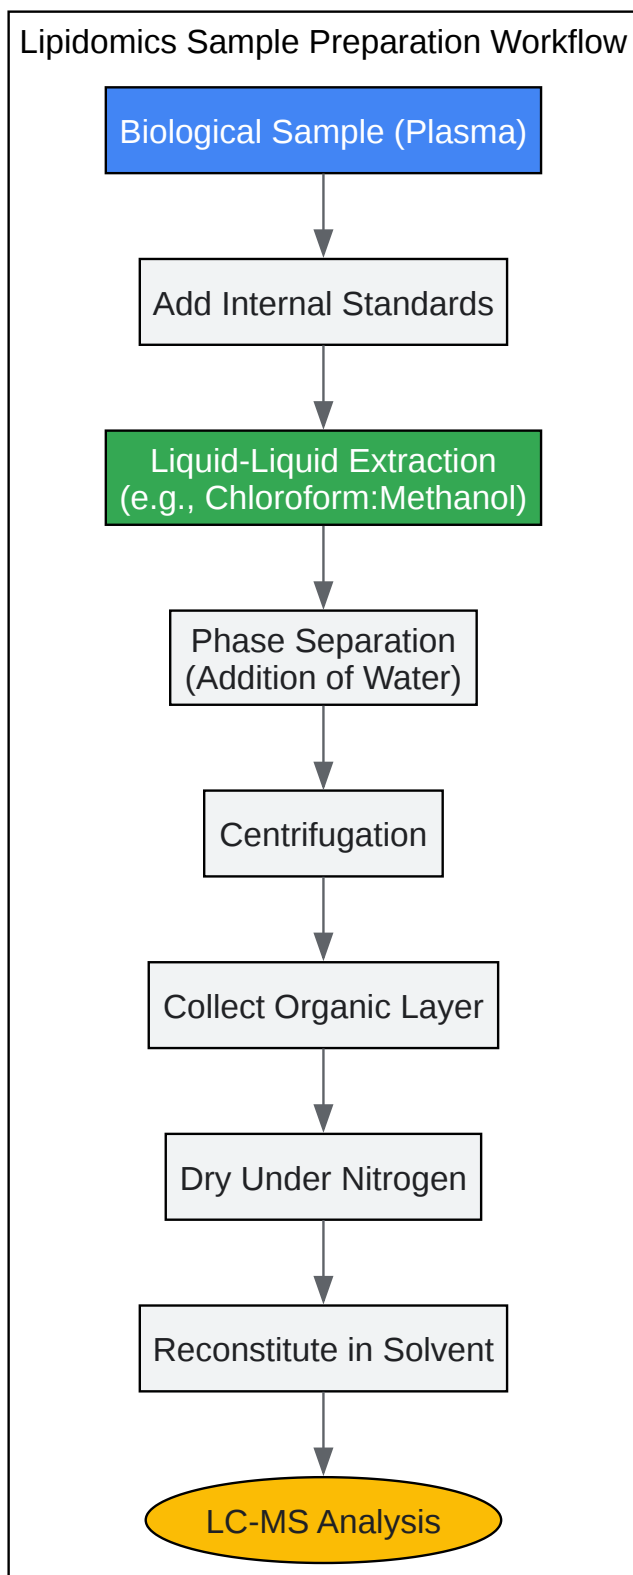 Lipidomics Sample Preparation Workflow
Biological Sample (Plasma)
Add Internal Standards
Liquid-Liquid Extraction
(e.g., Chloroform:Methanol)
Phase Separation
(Addition of Water)
Centrifugation
Collect Organic Layer
Dry Under Nitrogen
Reconstitute in Solvent
LC-MS Analysis